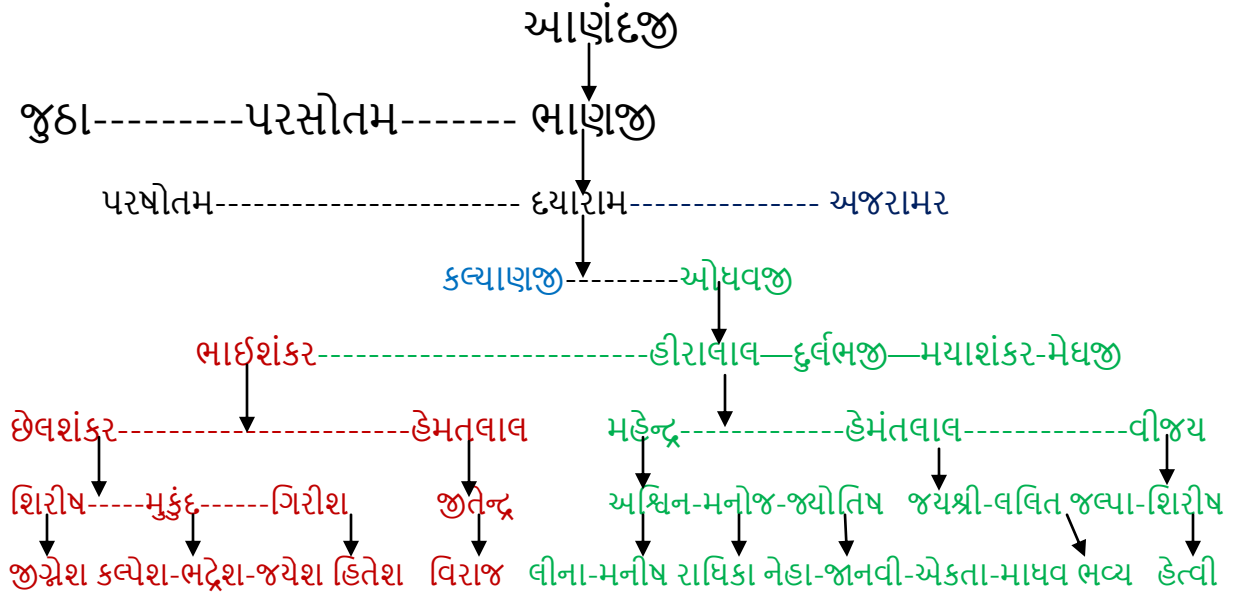 આણંદજી
જુઠા---------પરસોતમ------- ભાણજી
પરષોતમ---------------------- દયારામ--------------- અજરામર
કલ્યાણજી---------ઓધવજી
ભાઈશંકર-------------------------હીરાલાલ—દુર્લભજી—મયાશંકર-મેઘજી
છેલશંકર----------------------હેમતલાલ મહેન્દ્ર------------હેમંતલાલ------------વીજય
શિરીષ-----મુકુંદ------ગિરીશ જીતેન્દ્ર અશ્વિન-મનોજ-જ્યોતિષ જયશ્રી-લલિત જલ્પા-શિરીષ
જીગ્નેશ કલ્પેશ-ભદ્રેશ-જયેશ હિતેશ વિરાજ લીના-મનીષ રાધિકા નેહા-જાનવી-એકતા-માધવ ભવ્ય હેત્વી